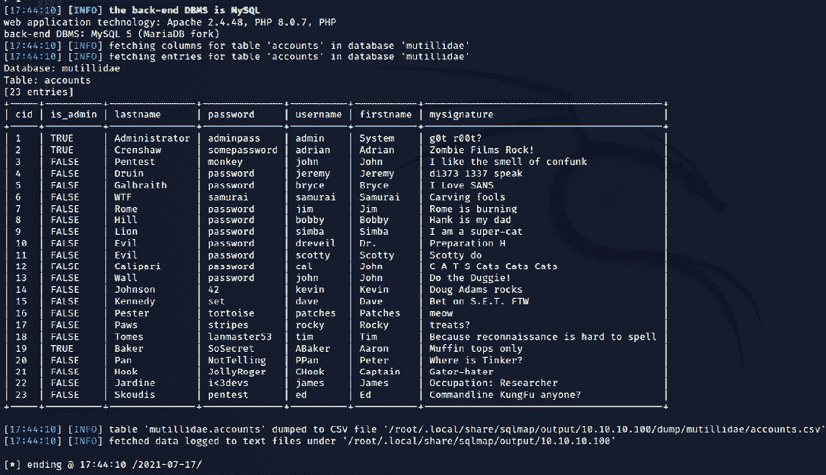 [17:44:10] [INFO] the back-end DBMS is MySQL
web application technology: Apache 2.4.48, PHP 8.0.7, PHP
back-end DBMS: MySQL 5 (MariaDB fork)
[17:44:10] [INFO] fetching columns for table 'accounts' in database 'mutillidae'
[17:44:10] [INFO] fetching entries for table 'accounts' in database 'mutillidae'
Database: mutillidae
Table: accounts
[23 entries]
| cid | is_admin | lastname | password | username | firstname | mysignature |
| 1 | TRUE | Administrator | adminpass | admin | System | g0t r00t? |
| 2 | TRUE | Crenshaw | somepassword | adrian | Adrian | Zombie Films Rock! |
| 3 | FALSE | Pentest | monkey | john | John | I like the smell of confunk |
| 4 | FALSE | Druin | password | jeremy | Jeremy | d1373 1337 speak |
| 5 | FALSE | Galbraith | password | bryce | Bryce | I Love SANS |
| 6 | FALSE | WTF | samurai | samurai | Samurai | Carving fools |
| 7 | FALSE | Rome | password | jim | Jim | Rome is burning |
| 8 | FALSE | Hill | password | bobby | Bobby | Hank is my dad |
| 9 | FALSE | Lion | password | simba | Simba | I am a super-cat |
| 10 | FALSE | Evil | password | dreveil | Dr. | Preparation H |
| 11 | FALSE | Evil | password | scotty | Scotty | Scotty do |
| 12 | FALSE | Calipari | password | cal | John | C A T S Cats Cats Cats |
| 13 | FALSE | Wall | password | john | John | Do the Duggie! |
| 14 | FALSE | Johnson | 42 | kevin | Kevin | Doug Adams rocks |
| 15 | FALSE | Kennedy | set | dave | Dave | Bet on S.E.T. FTW |
| 16 | FALSE | Pester | tortoise | patches | Patches | meow |
| 17 | FALSE | Paws | stripes | rocky | Rocky | treats? |
| 18 | FALSE | Tomes | lanmaster53 | tim | Tim | Because reconnaissance is hard to spell |
| 19 | TRUE | Baker | SoSecret | ABaker | Aaron | Muffin tops only |
| 20 | FALSE | Pan | NotTelling | PPan | Peter | Where is Tinker? |
| 21 | FALSE | Hook | JollyRoger | CHook | Captain | Gator-hater |
| 22 | FALSE | Jardine | i<3devs | james | James | Occupation: Researcher |
| 23 | FALSE | Skoudis | pentest | ed | Ed | Commandline KungFu anyone? |
[17:44:10] [INFO] table 'mutillidae.accounts' dumped to CSV file '/root/.local/share/sqlmap/output/10.10.10.100/dump/mutillidae/accounts.csv'
[17:44:10] [INFO] fetched data logged to text files under '/root/.local/share/sqlmap/output/10.10.10.100'
[*] ending @ 17:44:10 /2021-07-17/